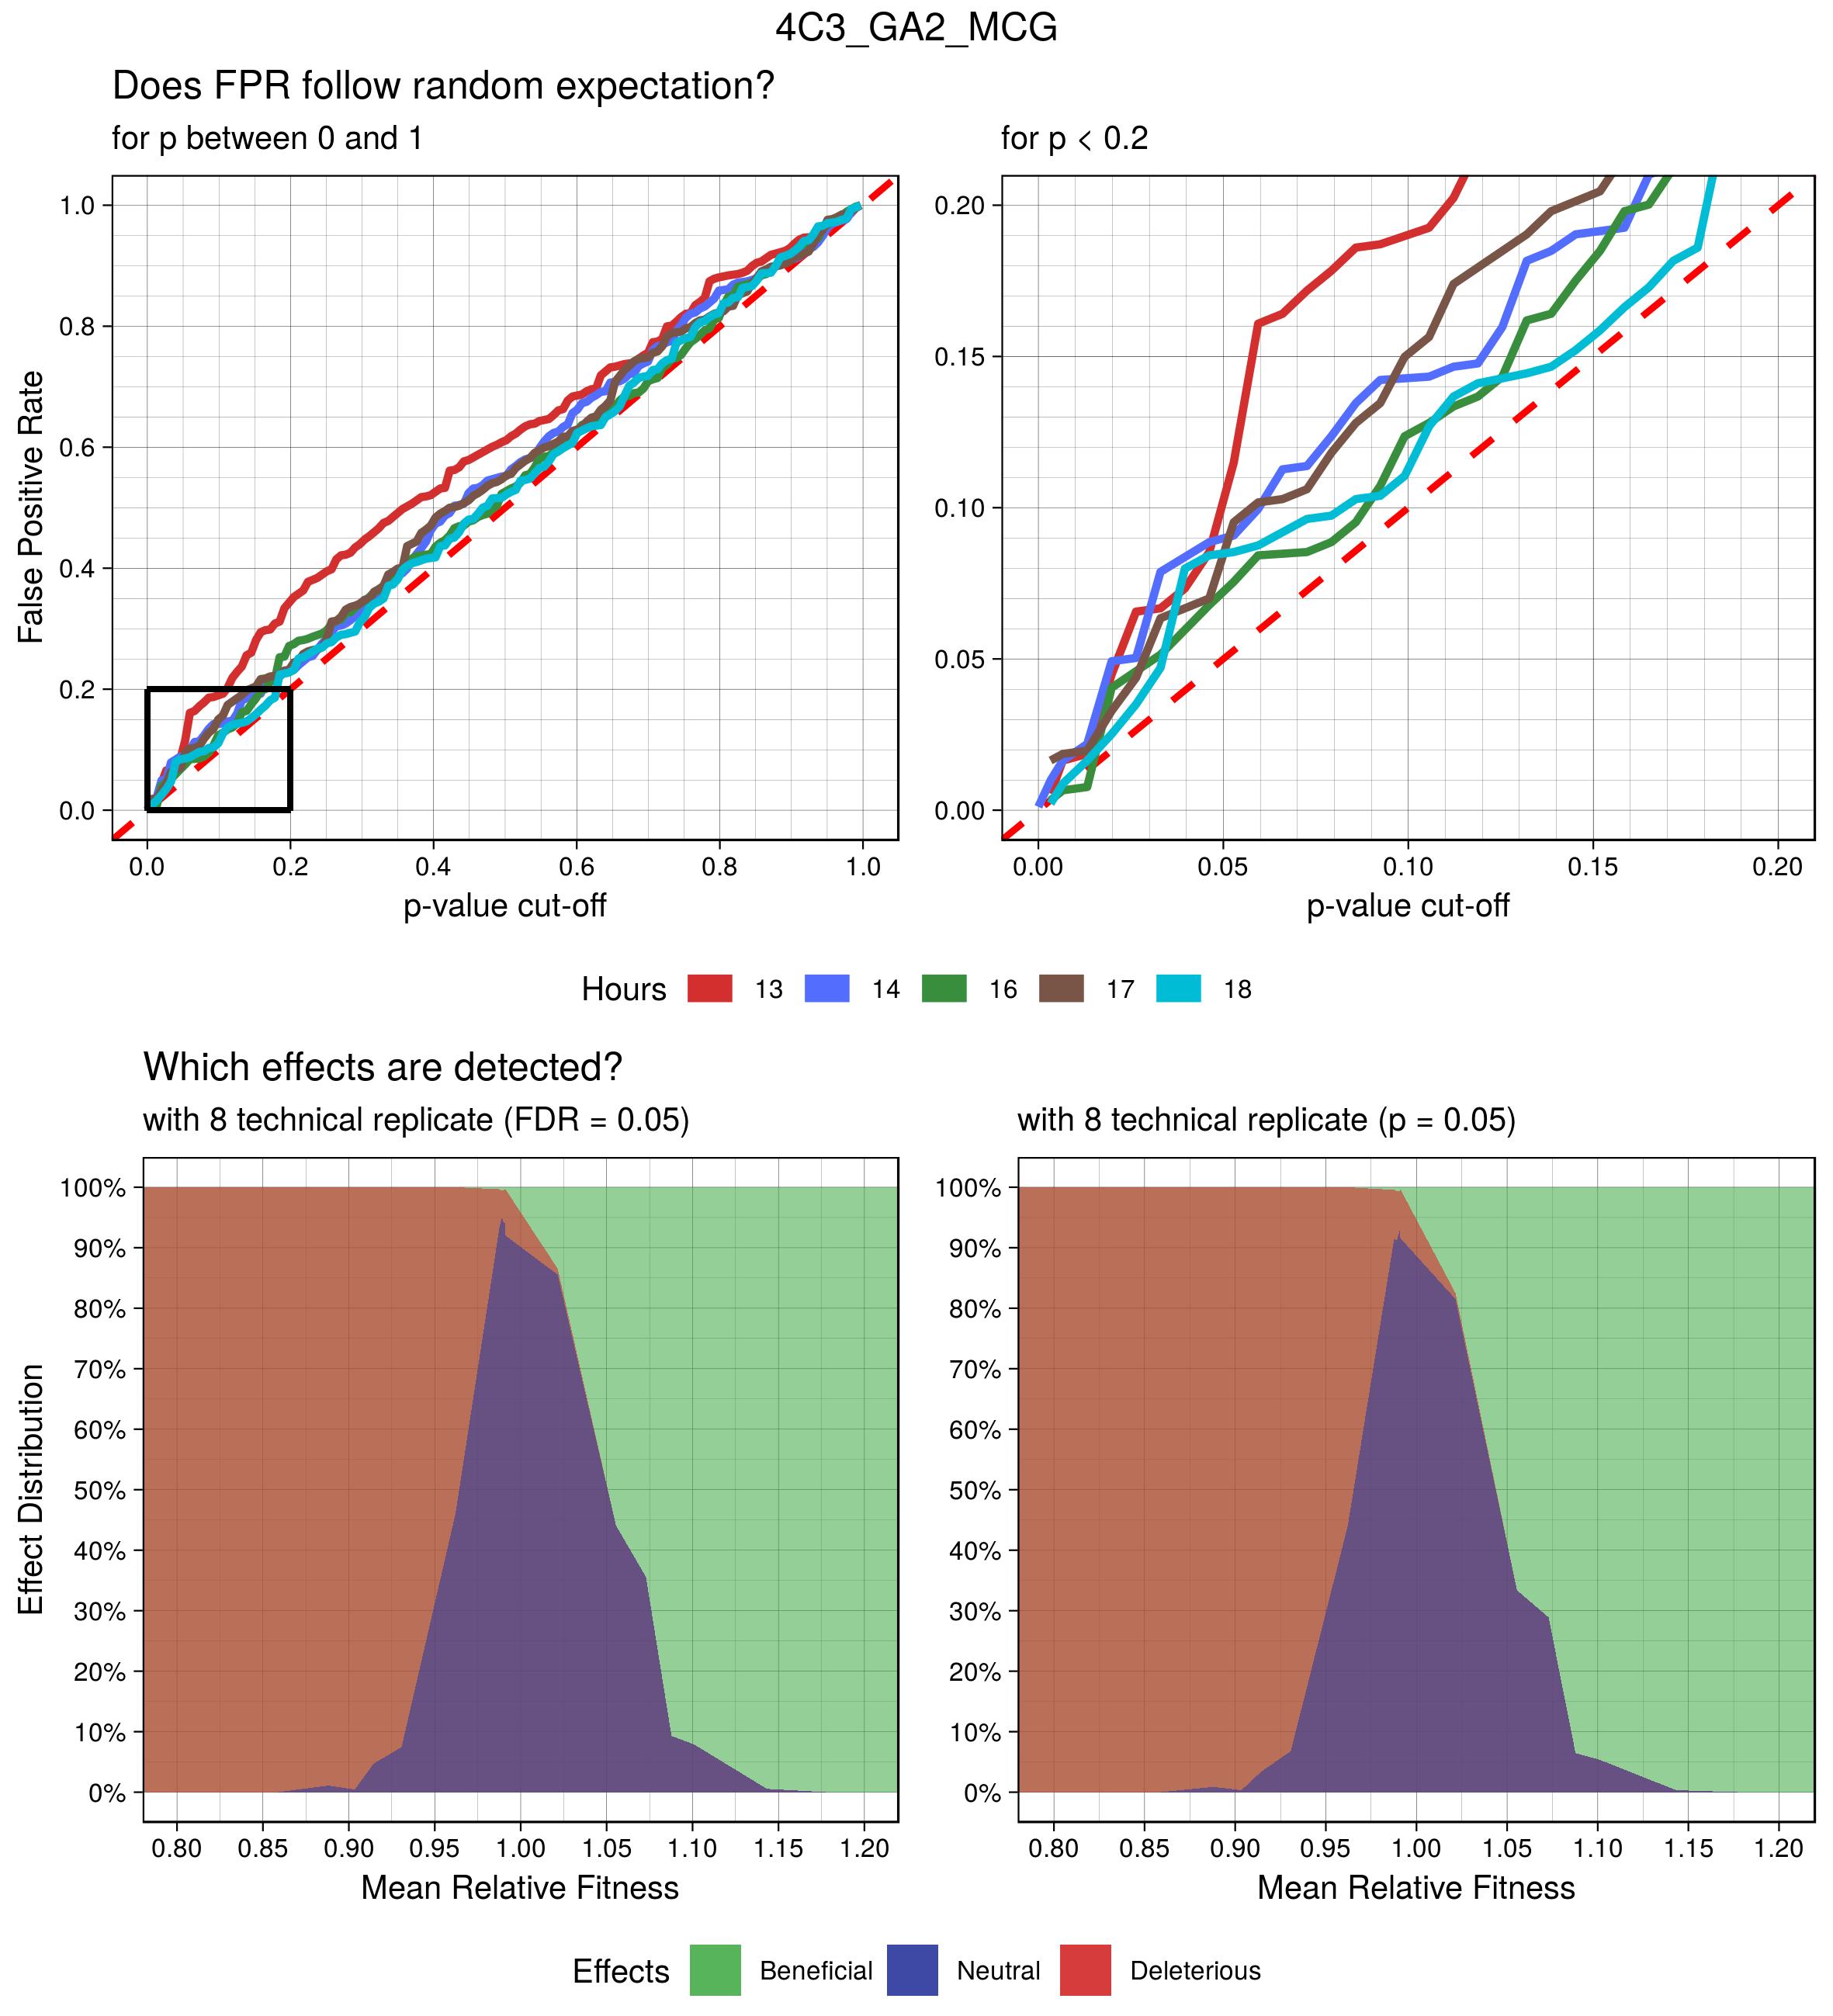 4C3_GA2_MCG
Does FPR follow random expectation?
for p between 0 and 1
for p < 0.2
False Positive Rate
1.0
0.8
0.6
0.4
0.2
0.0
0.0 0.2 0.4 0.6 0.8 1.0
p-value cut-off
0.20
0.15
0.10
0.05
0.00
0.00 0.05 0.10 0.15 0.20
p-value cut-off
Hours 13 14 16 17 18
Which effects are detected?
with 8 technical replicate (FDR = 0.05)
with 8 technical replicate (p = 0.05)
Effect Distribution
100%
90%
80%
70%
60%
50%
40%
30%
20%
10%
0%
0.80 0.85 0.90 0.95 1.00 1.05 1.10 1.15 1.20
Mean Relative Fitness
100%
90%
80%
70%
60%
50%
40%
30%
20%
10%
0%
0.80 0.85 0.90 0.95 1.00 1.05 1.10 1.15 1.20
Mean Relative Fitness
Effects Beneficial Neutral Deleterious